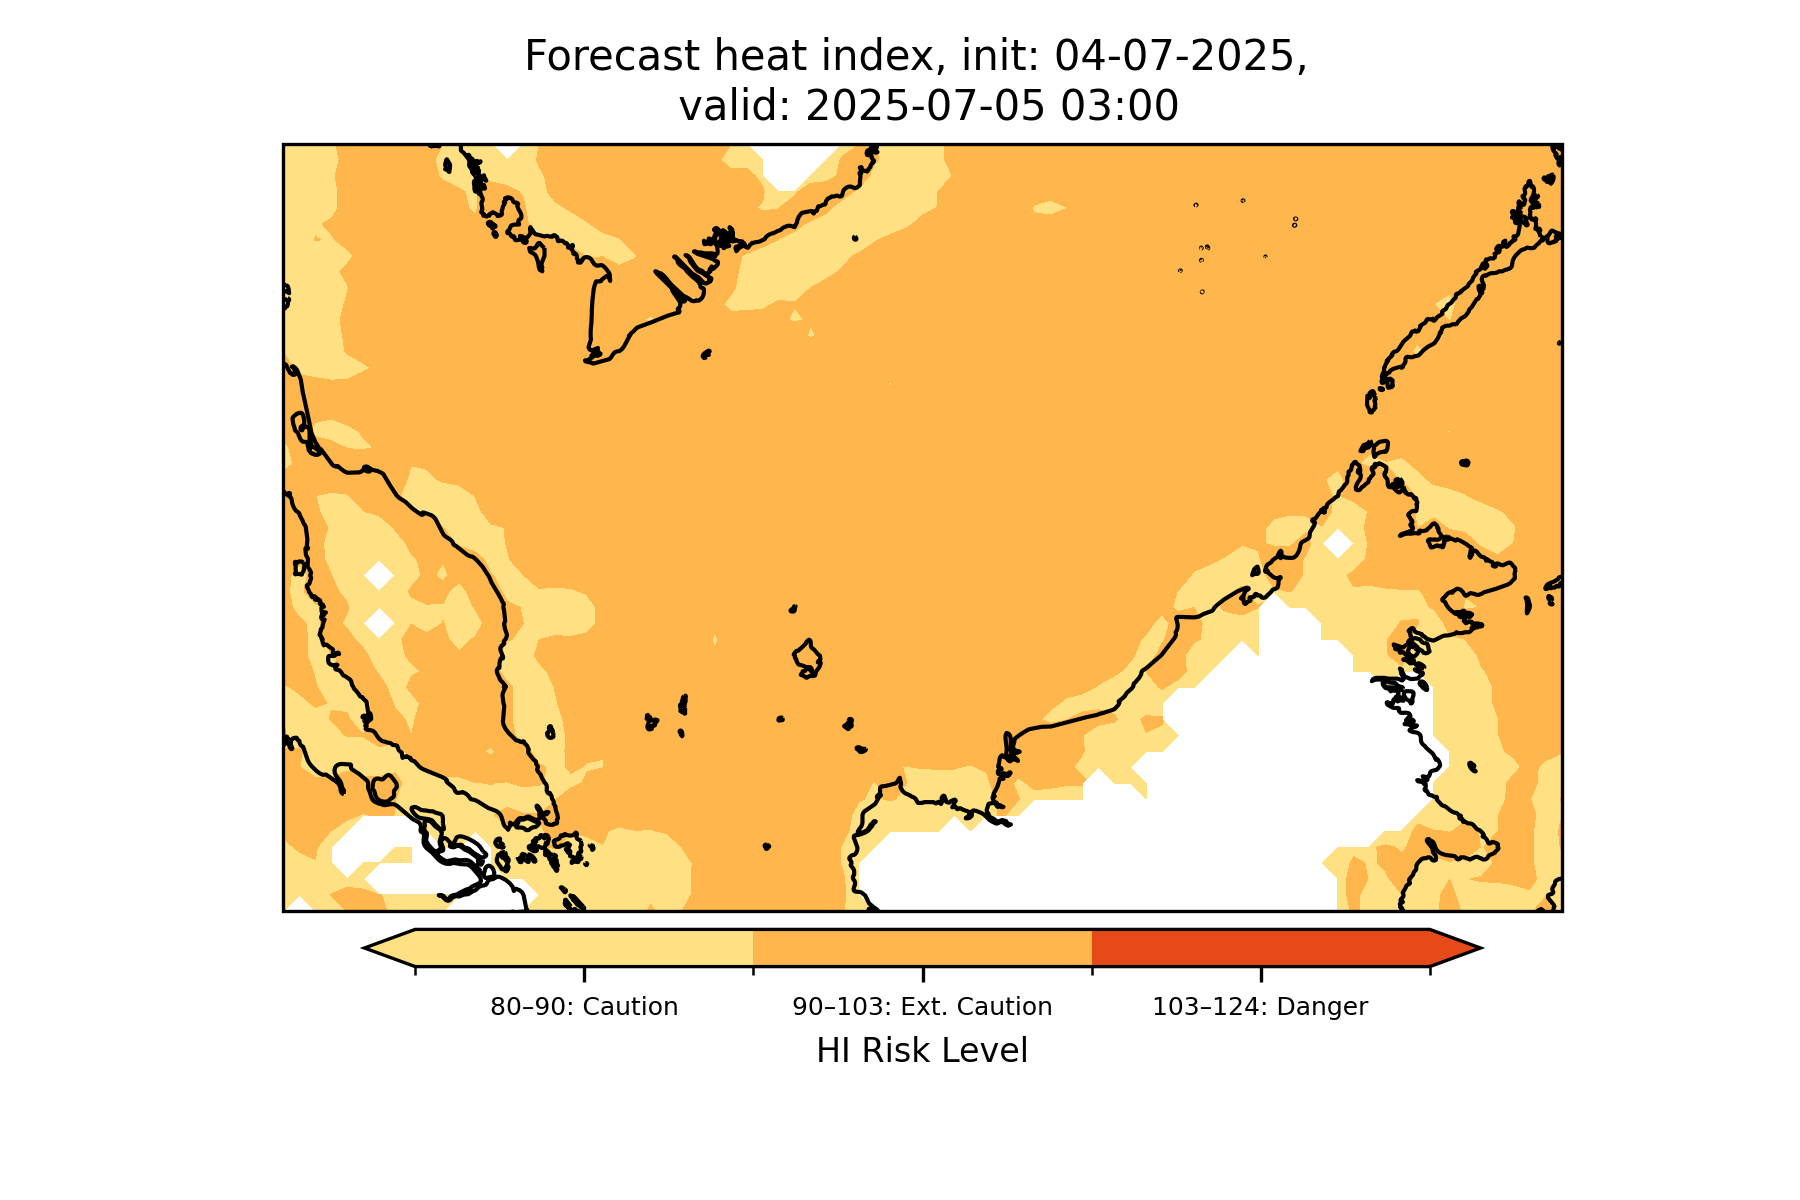 Forecast heat index, init: 04-07-2025,
valid: 2025-07-05 03:00
80–90: Caution
90–103: Ext. Caution
103–124: Danger
HI Risk Level